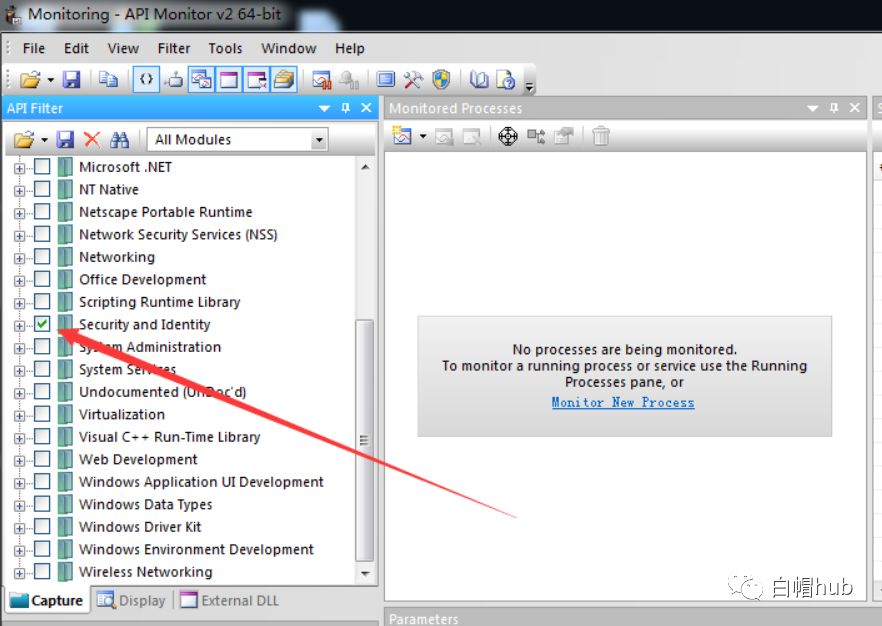 Monitoring - API Monitor v2 64-bit
File Edit View Filter Tools Window Help
API Filter
Monitored Processes
All Modules
Microsoft .NET
NT Native
Netscape Portable Runtime
Network Security Services (NSS)
Networking
Office Development
Scripting Runtime Library
Security and Identity
System Administration
System Services
Undocumented (UnDoc'd)
Virtualization
Visual C++ Run-Time Library
Web Development
Windows Application UI Development
Windows Data Types
Windows Driver Kit
Windows Environment Development
Wireless Networking
No processes are being monitored.
To monitor a running process or service use the Running
Processes pane, or
Monitor New Process
Capture Display External DLL
Parameters
白帽hub